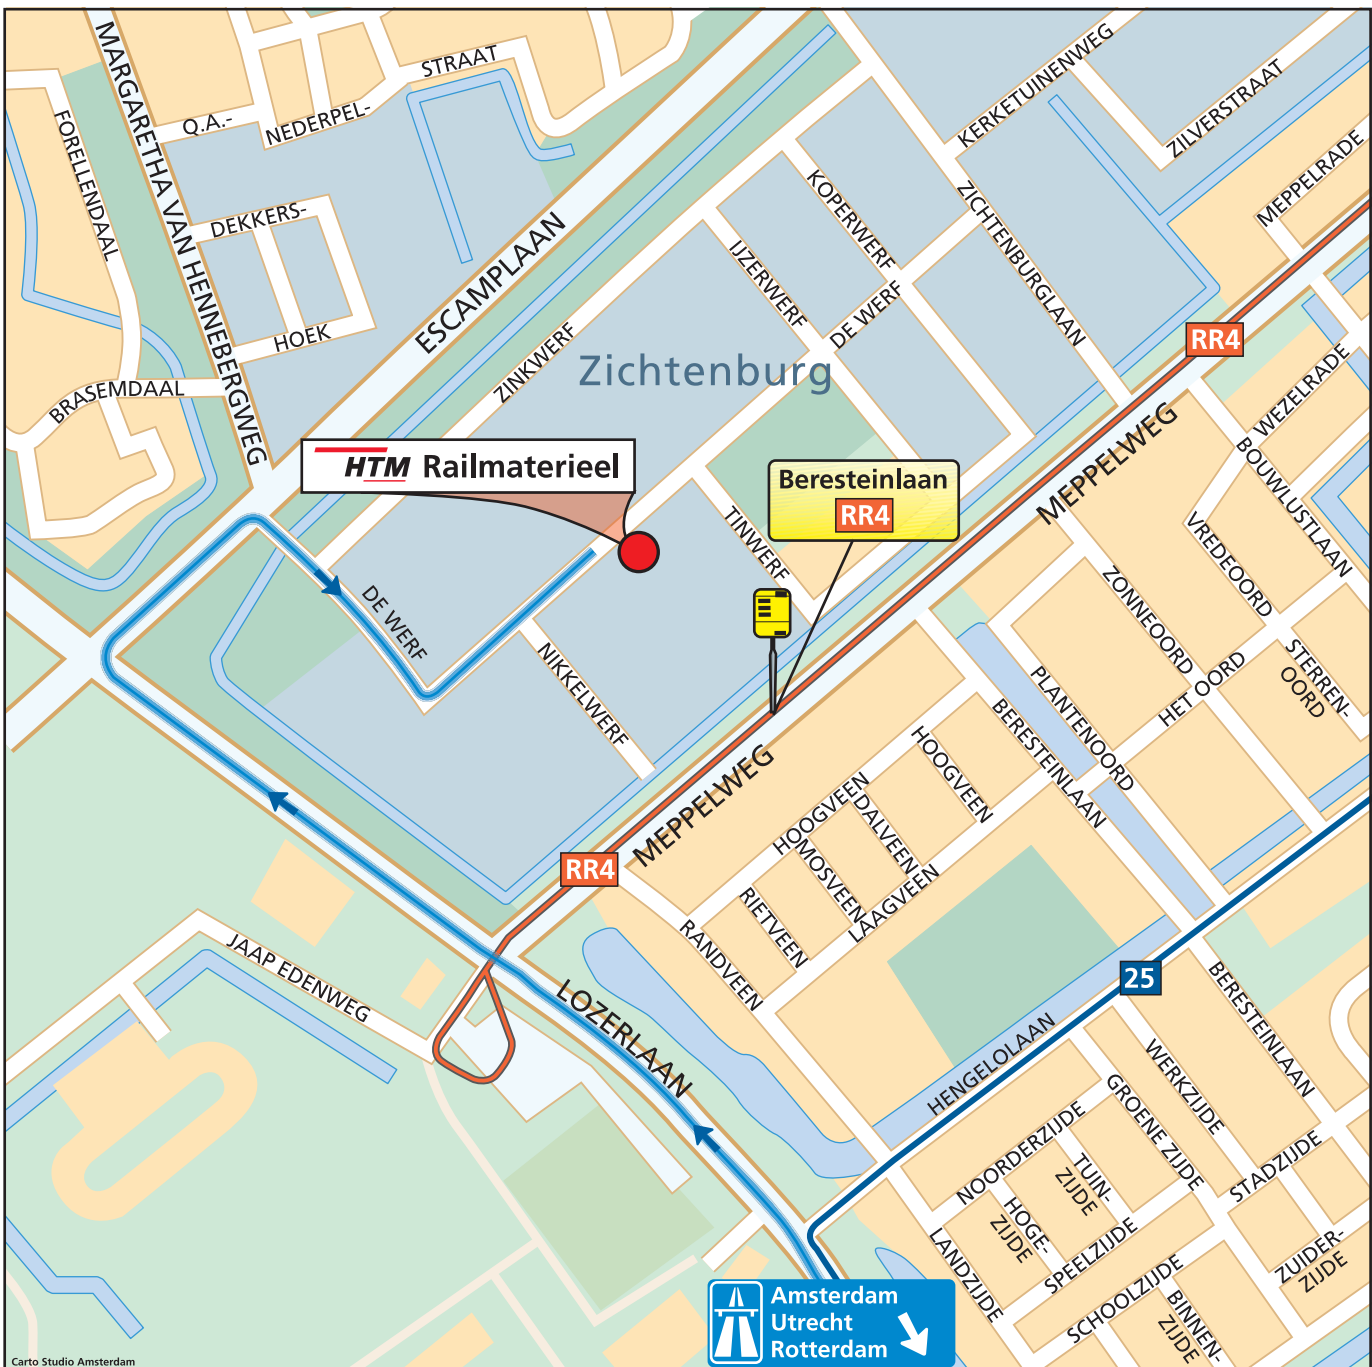 MARGARETHA VAN HENNEBERGWEG
FORELLENDAAL
Q.A.-
NEDERPEL-
STRAAT
DEKKERS-
HOEK
BRASEMDAAL
ESCAMPLAAN
ZINKWERF
KERKETUINENWEG
ZILVERSTRAAT
MEPPELRADE
KOPERWERF
IJZERWERF
DE WERF
ZICHTENBURGLAAN
Zichtenburg
RR4
HTM Railmaterieel
Beresteinlaan
RR4
MEPPELWEG
WEZELRADE
BOUWLUSTLAAN
VREDEOORD
ZONNEOORD
STERREN-
OORD
HET OORD
PLANTENOORD
BERESTEINLAAN
TINWERF
DE WERF
NIKKELWERF
MEPPELWEG
RR4
HOOGVEEN
HOOGVEEN
DALVEEN
HOMOSVEEN
LAAGVEEN
RIETVEEN
RANDVEEN
JAAP EDENWEG
LOZERLAAN
25
HENGELOLAAN
BERESTEINLAAN
WERKZIJDE
GROENE ZIJDE
NOORDERZIJDE
TUIN-
ZIJDE
HOGE-
ZIJDE
STADZIJDE
SPEELZIJDE
LANDZIJDE
SCHOOLZIJDE
ZUIDER-
ZIJDE
BINNEN-
ZIJDE
Amsterdam
Utrecht
Rotterdam
Carto Studio Amsterdam